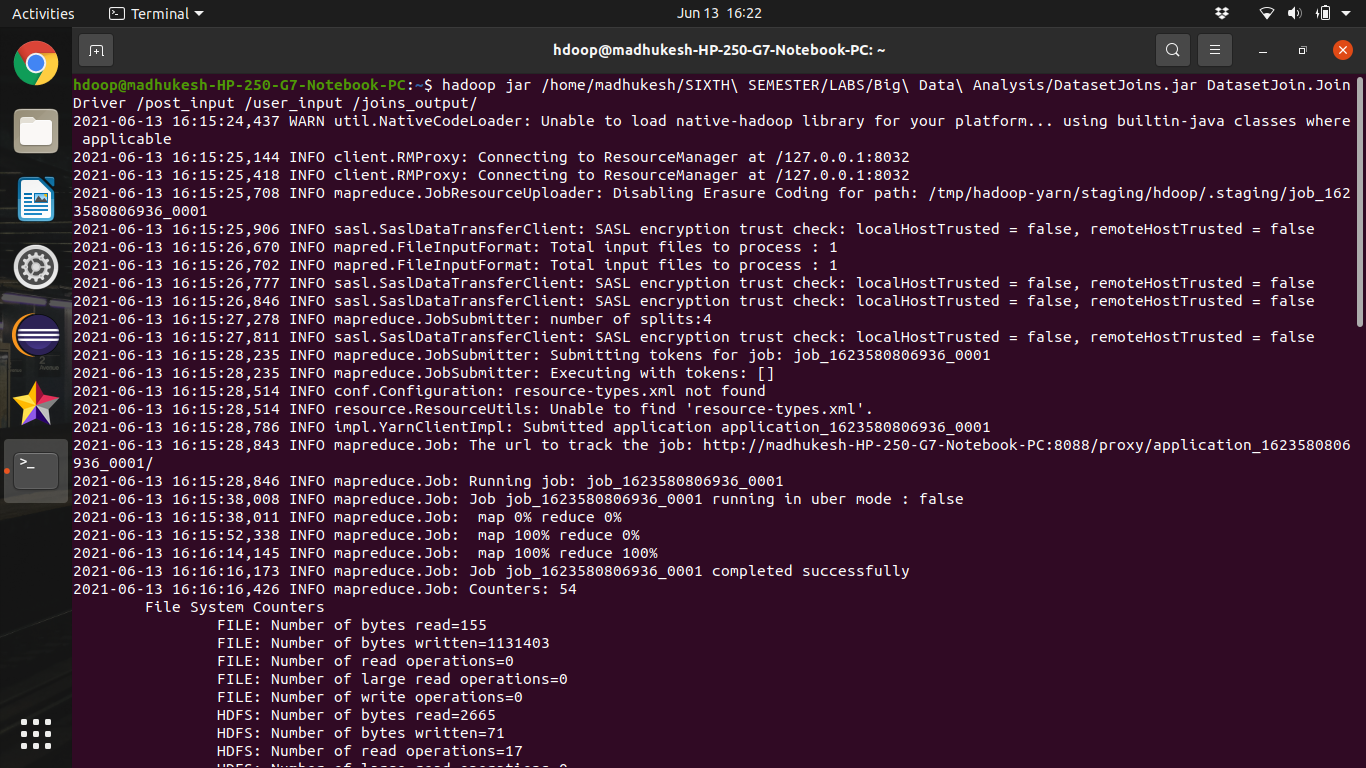 Activities
Terminal
Jun 13 16:22
hdoop@madhukesh-HP-250-G7-Notebook-PC: ~
hdoop@madhukesh-HP-250-G7-Notebook-PC:~$ hadoop jar /home/madhukesh/SIXTH\ SEMESTER/LABS/Big\ Data\ Analysis/DatasetJoins.jar DatasetJoin.Join
Driver /post_input /user_input /joins_output/
2021-06-13 16:15:24,437 WARN util.NativeCodeLoader: Unable to load native-hadoop library for your platform... using builtin-java classes where
 applicable
2021-06-13 16:15:25,144 INFO client.RMProxy: Connecting to ResourceManager at /127.0.0.1:8032
2021-06-13 16:15:25,418 INFO client.RMProxy: Connecting to ResourceManager at /127.0.0.1:8032
2021-06-13 16:15:25,708 INFO mapreduce.JobResourceUploader: Disabling Erasure Coding for path: /tmp/hadoop-yarn/staging/hdoop/.staging/job_162
3580806936_0001
2021-06-13 16:15:25,906 INFO sasl.SaslDataTransferClient: SASL encryption trust check: localHostTrusted = false, remoteHostTrusted = false
2021-06-13 16:15:26,670 INFO mapred.FileInputFormat: Total input files to process : 1
2021-06-13 16:15:26,702 INFO mapred.FileInputFormat: Total input files to process : 1
2021-06-13 16:15:26,777 INFO sasl.SaslDataTransferClient: SASL encryption trust check: localHostTrusted = false, remoteHostTrusted = false
2021-06-13 16:15:26,846 INFO sasl.SaslDataTransferClient: SASL encryption trust check: localHostTrusted = false, remoteHostTrusted = false
2021-06-13 16:15:27,278 INFO mapreduce.JobSubmitter: number of splits:4
2021-06-13 16:15:27,811 INFO sasl.SaslDataTransferClient: SASL encryption trust check: localHostTrusted = false, remoteHostTrusted = false
2021-06-13 16:15:28,235 INFO mapreduce.JobSubmitter: Submitting tokens for job: job_1623580806936_0001
2021-06-13 16:15:28,235 INFO mapreduce.JobSubmitter: Executing with tokens: []
2021-06-13 16:15:28,514 INFO conf.Configuration: resource-types.xml not found
2021-06-13 16:15:28,514 INFO resource.ResourceUtils: Unable to find 'resource-types.xml'.
2021-06-13 16:15:28,786 INFO impl.YarnClientImpl: Submitted application application_1623580806936_0001
2021-06-13 16:15:28,843 INFO mapreduce.Job: The url to track the job: http://madhukesh-HP-250-G7-Notebook-PC:8088/proxy/application_1623580806
936_0001/
2021-06-13 16:15:28,846 INFO mapreduce.Job: Running job: job_1623580806936_0001
2021-06-13 16:15:38,008 INFO mapreduce.Job: Job job_1623580806936_0001 running in uber mode : false
2021-06-13 16:15:38,011 INFO mapreduce.Job:  map 0% reduce 0%
2021-06-13 16:15:52,338 INFO mapreduce.Job:  map 100% reduce 0%
2021-06-13 16:16:14,145 INFO mapreduce.Job:  map 100% reduce 100%
2021-06-13 16:16:16,173 INFO mapreduce.Job: Job job_1623580806936_0001 completed successfully
2021-06-13 16:16:16,426 INFO mapreduce.Job: Counters: 54
File System Counters
FILE: Number of bytes read=155
FILE: Number of bytes written=1131403
FILE: Number of read operations=0
FILE: Number of large read operations=0
FILE: Number of write operations=0
HDFS: Number of bytes read=2665
HDFS: Number of bytes written=71
HDFS: Number of read operations=17
HDFS: Number of large read operations=0